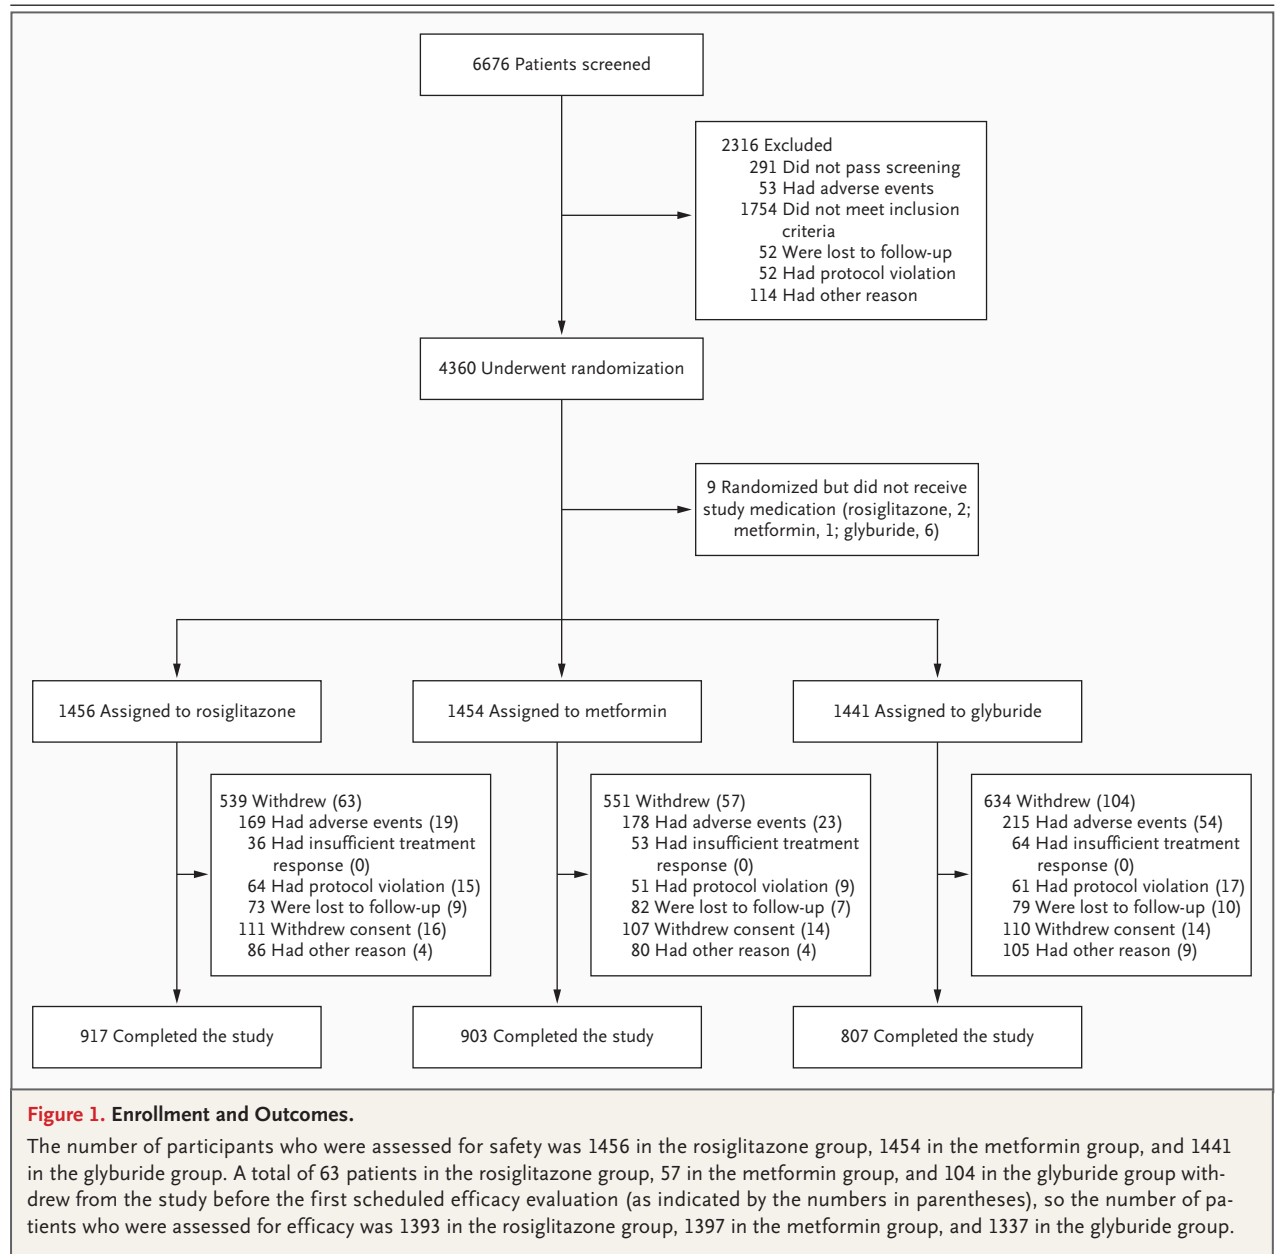 6676 Patients screened
2316 Excluded
291 Did not pass screening
53 Had adverse events
1754 Did not meet inclusion
criteria
52 Were lost to follow-up
52 Had protocol violation
114 Had other reason
4360 Underwent randomization
9 Randomized but did not receive
study medication (rosiglitazone, 2;
metformin, 1; glyburide, 6)
1456 Assigned to rosiglitazone
1454 Assigned to metformin
1441 Assigned to glyburide
539 Withdrew (63)
169 Had adverse events (19)
36 Had insufficient treatment
response (0)
64 Had protocol violation (15)
73 Were lost to follow-up (9)
111 Withdrew consent (16)
86 Had other reason (4)
551 Withdrew (57)
178 Had adverse events (23)
53 Had insufficient treatment
response (0)
51 Had protocol violation (9)
82 Were lost to follow-up (7)
107 Withdrew consent (14)
80 Had other reason (4)
634 Withdrew (104)
215 Had adverse events (54)
64 Had insufficient treatment
response (0)
61 Had protocol violation (17)
79 Were lost to follow-up (10)
110 Withdrew consent (14)
105 Had other reason (9)
917 Completed the study
903 Completed the study
807 Completed the study
Figure 1. Enrollment and Outcomes.
The number of participants who were assessed for safety was 1456 in the rosiglitazone group, 1454 in the metformin group, and 1441
in the glyburide group. A total of 63 patients in the rosiglitazone group, 57 in the metformin group, and 104 in the glyburide group with-
drew from the study before the first scheduled efficacy evaluation (as indicated by the numbers in parentheses), so the number of pa-
tients who were assessed for efficacy was 1393 in the rosiglitazone group, 1397 in the metformin group, and 1337 in the glyburide group.